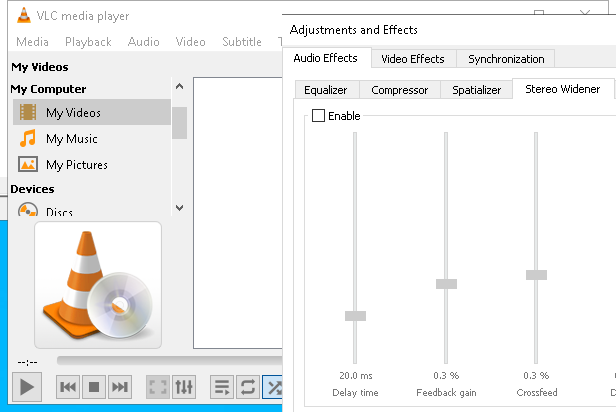 VLC media player
Media Playback Audio Video Subtitle
My Videos
My Computer
My Videos
My Music
My Pictures
Devices
Discs
--:--
Adjustments and Effects
Audio Effects Video Effects Synchronization
Equalizer Compressor Spatializer Stereo Widener
Enable
20.0 ms 0.3 % 0.3 %
Delay time Feedback gain Crossfeed